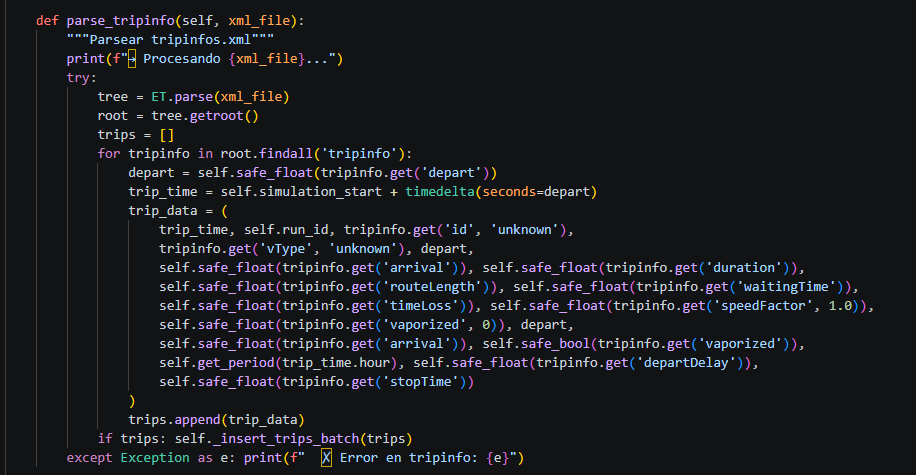 def parse_tripinfo(self, xml_file):
    """Parsear tripinfos.xml"""
    print(f"→ Procesando {xml_file}...")
    try:
        tree = ET.parse(xml_file)
        root = tree.getroot()
        trips = []
        for tripinfo in root.findall('tripinfo'):
            depart = self.safe_float(tripinfo.get('depart'))
            trip_time = self.simulation_start + timedelta(seconds=depart)
            trip_data = (
                trip_time, self.run_id, tripinfo.get('id', 'unknown'),
                tripinfo.get('vType', 'unknown'), depart,
                self.safe_float(tripinfo.get('arrival')), self.safe_float(tripinfo.get('duration')),
                self.safe_float(tripinfo.get('routeLength')), self.safe_float(tripinfo.get('waitingTime')),
                self.safe_float(tripinfo.get('timeLoss')), self.safe_float(tripinfo.get('speedFactor', 1.0)),
                self.safe_float(tripinfo.get('vaporized', 0)), depart,
                self.safe_float(tripinfo.get('arrival')), self.safe_bool(tripinfo.get('vaporized')),
                self.get_period(trip_time.hour), self.safe_float(tripinfo.get('departDelay')),
                self.safe_float(tripinfo.get('stopTime'))
            )
            trips.append(trip_data)
        if trips: self._insert_trips_batch(trips)
    except Exception as e: print(f"  ✗ Error en tripinfo: {e}")